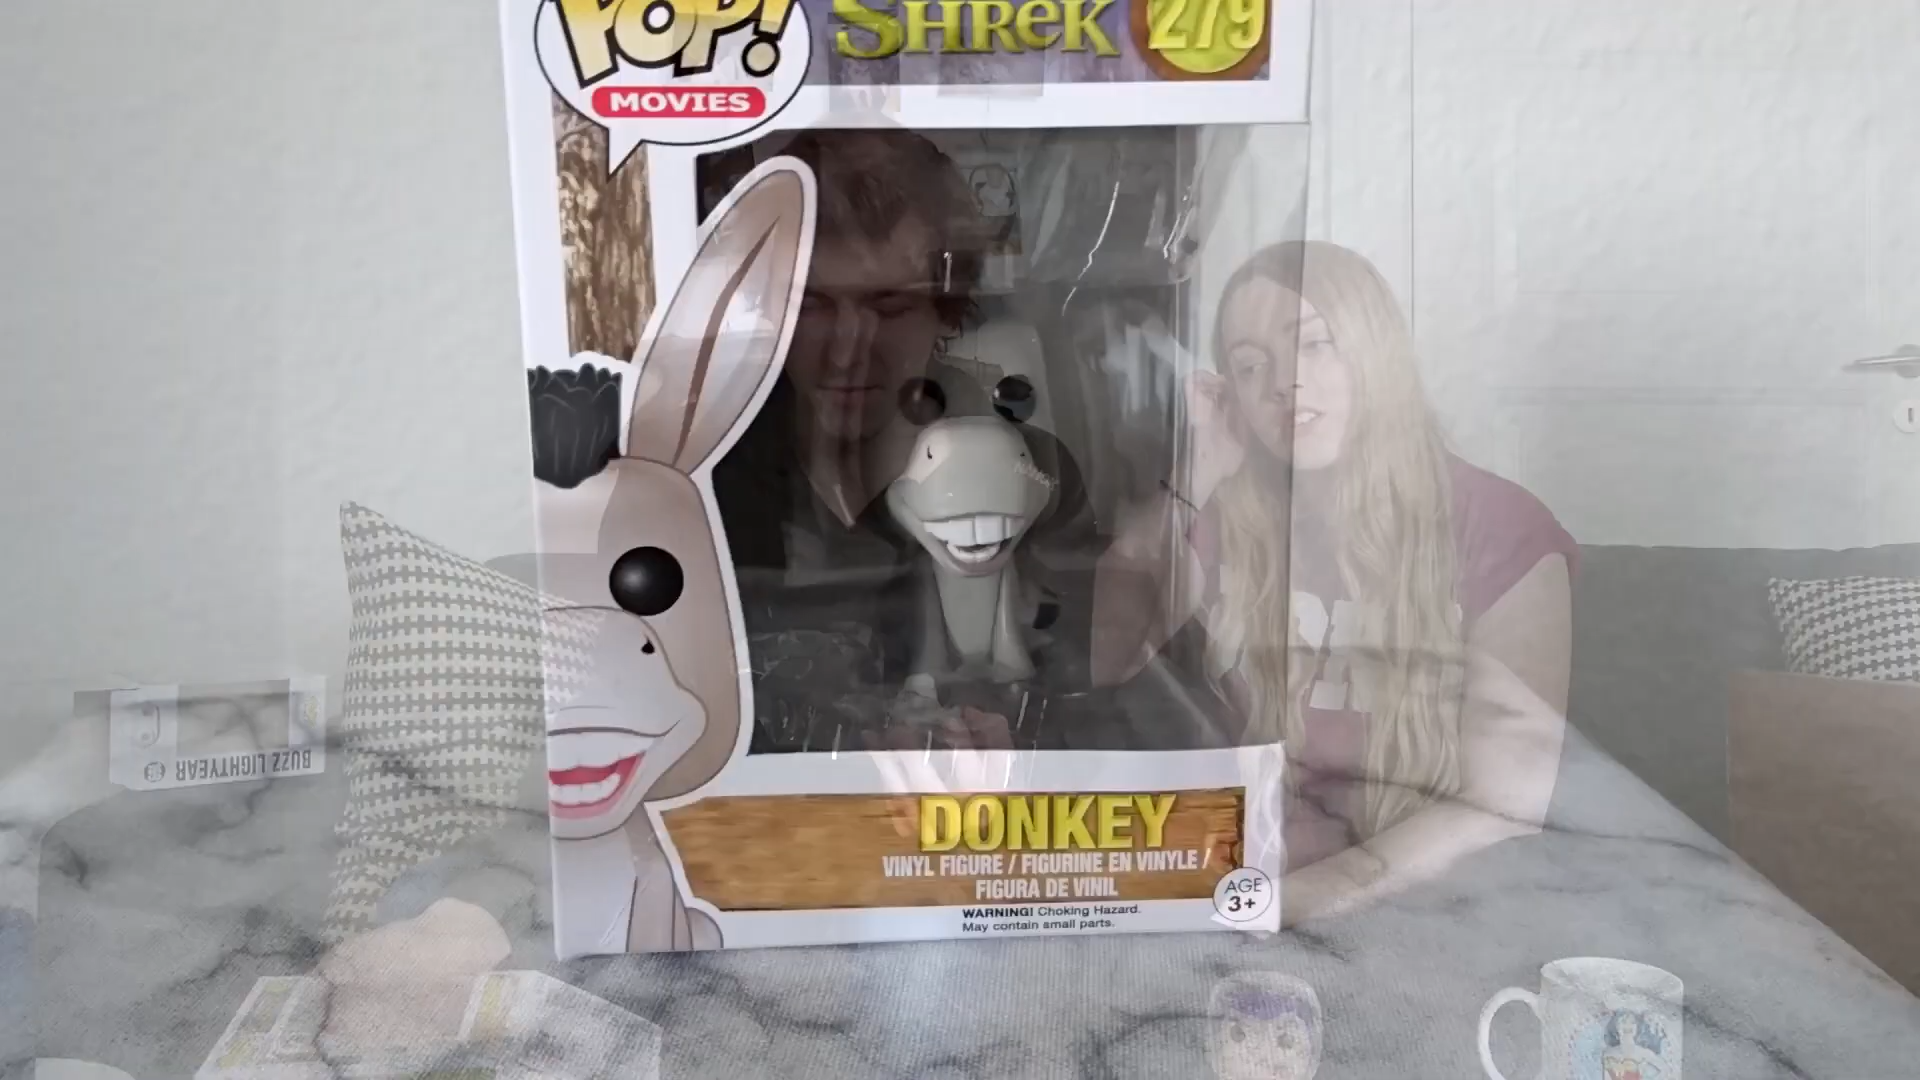 POP!
MOVIES
SHREK
279
BUZZ LIGHTYEAR
DONKEY
VINYL FIGURE / FIGURINE EN VINYLE /
FIGURA DE VINIL
AGE
3+
WARNING! Choking Hazard.
May contain small parts.